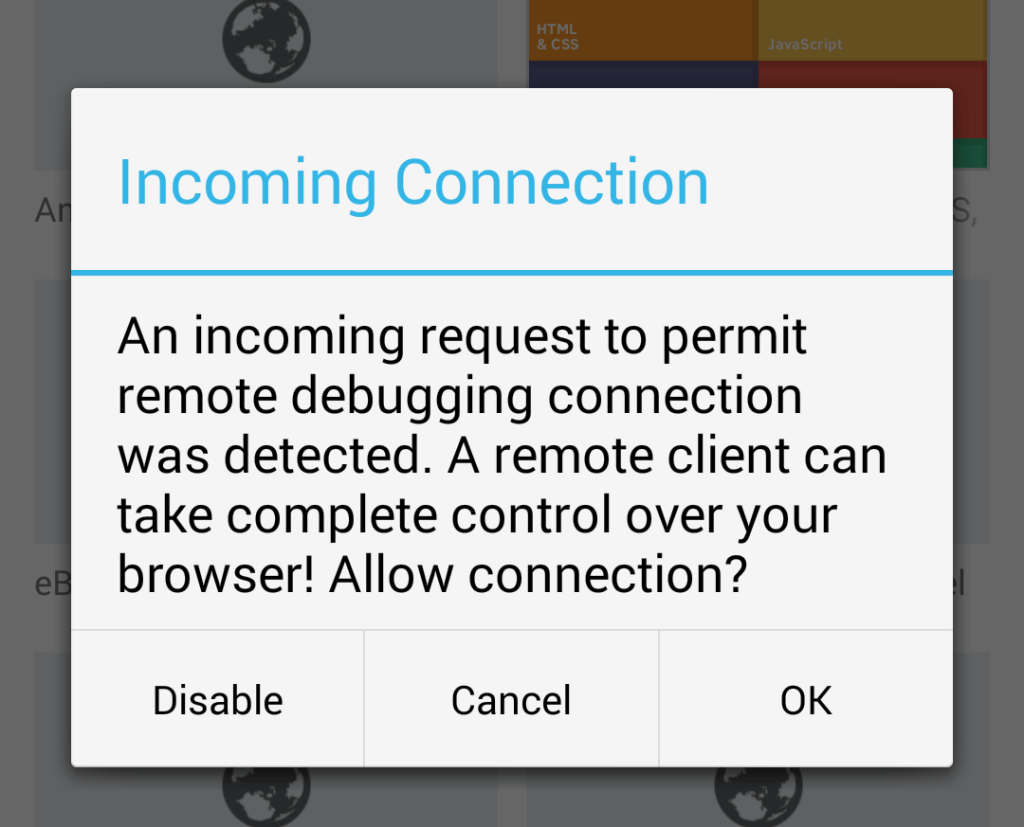 HTML
& CSS
JavaScript
Incoming Connection
An incoming request to permit
remote debugging connection
was detected. A remote client can
take complete control over your
browser! Allow connection?
Disable
Cancel
OK